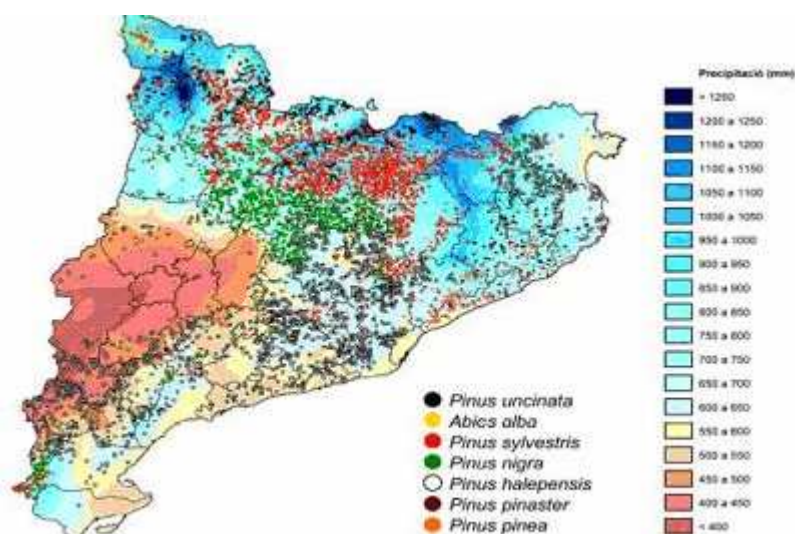 Precipitació (mm)
> 1250
1200 a 1250
1150 a 1200
1100 a 1150
1050 a 1100
1000 a 1050
950 a 1000
900 a 950
850 a 900
800 a 850
750 a 800
700 a 750
650 a 700
600 a 650
550 a 600
500 a 550
450 a 500
400 a 450
< 400
Pinus uncinata
Abics alba
Pinus sylvestris
Pinus nigra
Pinus halepensis
Pinus pinaster
Pinus pinea